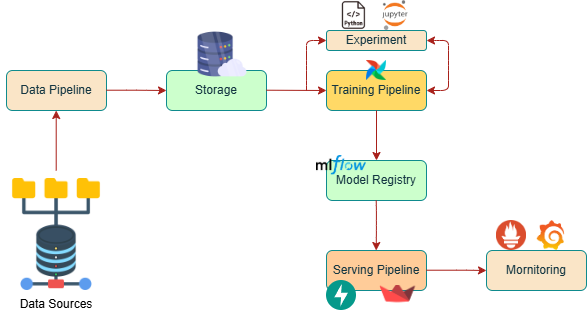 </>
Python
jupyter
Experiment
Data Pipeline
Storage
Training Pipeline
mlflow
Model Registry
Serving Pipeline
Mornitoring
Data Sources